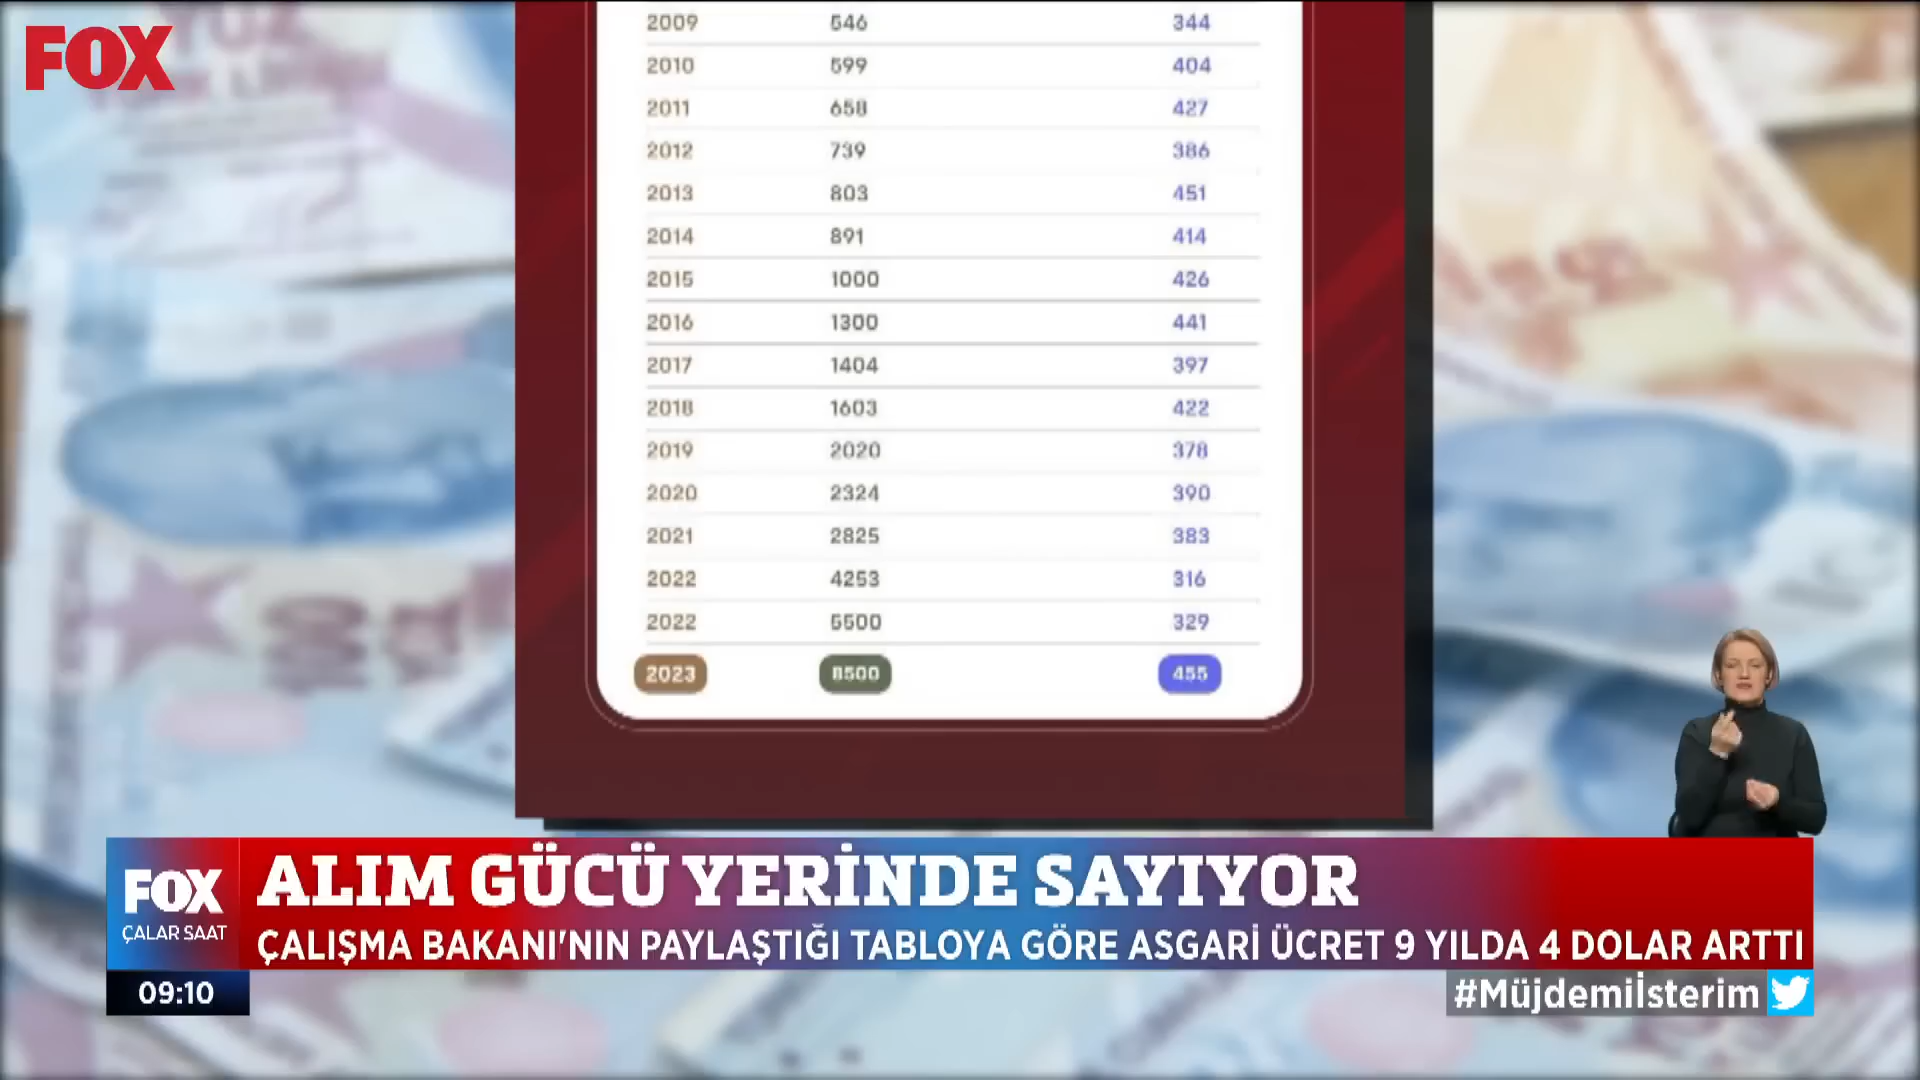 FOX
2009 546 344
2010 599 404
2011 658 427
2012 739 386
2013 803 451
2014 891 414
2015 1000 426
2016 1300 441
2017 1404 397
2018 1603 422
2019 2020 378
2020 2324 390
2021 2825 383
2022 4253 316
2022 5500 329
2023 8500 455
FOX
ÇALAR SAAT
ALIM GÜCÜ YERİNDE SAYIYOR
ÇALIŞMA BAKANI'NIN PAYLAŞTIĞI TABLOYA GÖRE ASGARİ ÜCRET 9 YILDA 4 DOLAR ARTTI
09:10
#Müjdemiİsterim